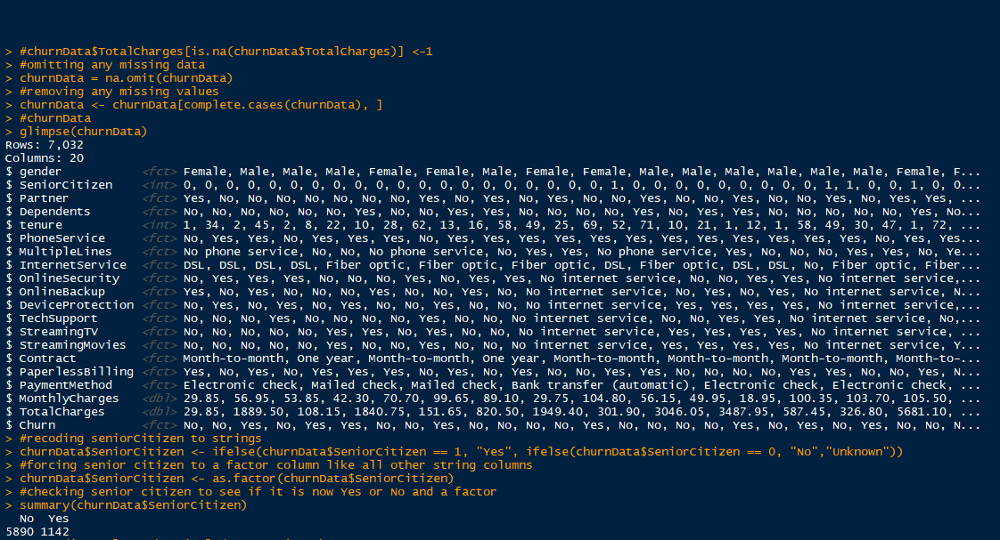 > #churnData$TotalCharges[is.na(churnData$TotalCharges)] <-1
> #omitting any missing data
> churnData = na.omit(churnData)
> #removing any missing values
> churnData <- churnData[complete.cases(churnData), ]
> #churnData
> glimpse(churnData)
Rows: 7,032
Columns: 20
$ gender           <fct> Female, Male, Male, Male, Female, Female, Male, Female, Female, Male, Male, Male, Male, Male, Male, Female, F...
$ SeniorCitizen    <int> 0, 0, 0, 0, 0, 0, 0, 0, 0, 0, 0, 0, 0, 0, 0, 0, 0, 0, 0, 0, 1, 0, 0, 0, 0, 0, 0, 0, 0, 0, 1, 1, 0, 0, 1, 0, 0...
$ Partner          <fct> Yes, No, No, No, No, No, No, No, Yes, No, Yes, No, Yes, No, Yes, No, No, Yes, No, No, Yes, No, Yes, Yes, ...
$ Dependents       <fct> No, No, No, No, No, No, Yes, No, No, Yes, Yes, No, No, No, No, Yes, No, Yes, Yes, No, No, No, No, No, Yes, No...
$ tenure           <int> 1, 34, 2, 45, 2, 8, 22, 10, 28, 62, 13, 16, 58, 49, 25, 69, 52, 71, 10, 21, 1, 12, 1, 58, 49, 30, 47, 1, 72, ...
$ PhoneService     <fct> No, Yes, Yes, No, Yes, Yes, Yes, No, Yes, Yes, Yes, Yes, Yes, Yes, Yes, Yes, Yes, Yes, Yes, Yes, No, Yes, Yes...
$ MultipleLines    <fct> No phone service, No, No, No phone service, No, Yes, Yes, No phone service, Yes, No, No, No, Yes, Yes, No, Ye...
$ InternetService  <fct> DSL, DSL, DSL, DSL, Fiber optic, Fiber optic, Fiber optic, DSL, Fiber optic, DSL, DSL, No, Fiber optic, Fiber...
$ OnlineSecurity   <fct> No, Yes, Yes, Yes, No, No, No, Yes, No, Yes, Yes, No internet service, No, No, Yes, Yes, No internet service,...
$ OnlineBackup     <fct> Yes, No, Yes, No, No, No, Yes, No, No, Yes, No, No internet service, No, Yes, No, Yes, No internet service, N...
$ DeviceProtection <fct> No, Yes, No, Yes, No, Yes, No, No, Yes, No, No, No internet service, Yes, Yes, Yes, Yes, No internet service,...
$ TechSupport      <fct> No, No, No, Yes, No, No, No, No, Yes, No, No, No internet service, No, No, No, Yes, No internet service, No,...
$ StreamingTV      <fct> No, No, No, No, No, Yes, Yes, No, Yes, No, No, No internet service, Yes, Yes, Yes, Yes, No internet service, ...
$ StreamingMovies  <fct> No, No, No, No, No, Yes, No, No, Yes, No, No, No internet service, Yes, Yes, Yes, Yes, No internet service, Y...
$ Contract         <fct> Month-to-month, One year, Month-to-month, One year, Month-to-month, Month-to-month, Month-to-month, Month-to-...
$ PaperlessBilling <fct> Yes, No, Yes, No, Yes, Yes, Yes, No, Yes, No, Yes, No, No, Yes, Yes, No, No, No, No, Yes, Yes, No, No, Yes, N...
$ PaymentMethod    <fct> Electronic check, Mailed check, Mailed check, Bank transfer (automatic), Electronic check, Electronic check, ...
$ MonthlyCharges   <dbl> 29.85, 56.95, 53.85, 42.30, 70.70, 99.65, 89.10, 29.75, 104.80, 56.15, 49.95, 18.95, 100.35, 103.70, 105.50, ...
$ TotalCharges     <dbl> 29.85, 1889.50, 108.15, 1840.75, 151.65, 820.50, 1949.40, 301.90, 3046.05, 3487.95, 587.45, 326.80, 5681.10, ...
$ Churn            <fct> No, No, Yes, No, Yes, Yes, No, No, Yes, No, No, No, No, Yes, No, No, No, No, Yes, No, Yes, No, Yes, No, No, N...
> #recoding seniorCitizen to strings
> churnData$SeniorCitizen <- ifelse(churnData$SeniorCitizen == 1, "Yes", ifelse(churnData$SeniorCitizen == 0, "No","Unknown"))
> #forcing senior citizen to a factor column like all other string columns
> churnData$SeniorCitizen <- as.factor(churnData$SeniorCitizen)
> #checking senior citizen to see if it is now Yes or No and a factor
> summary(churnData$SeniorCitizen)
No Yes
5890 1142